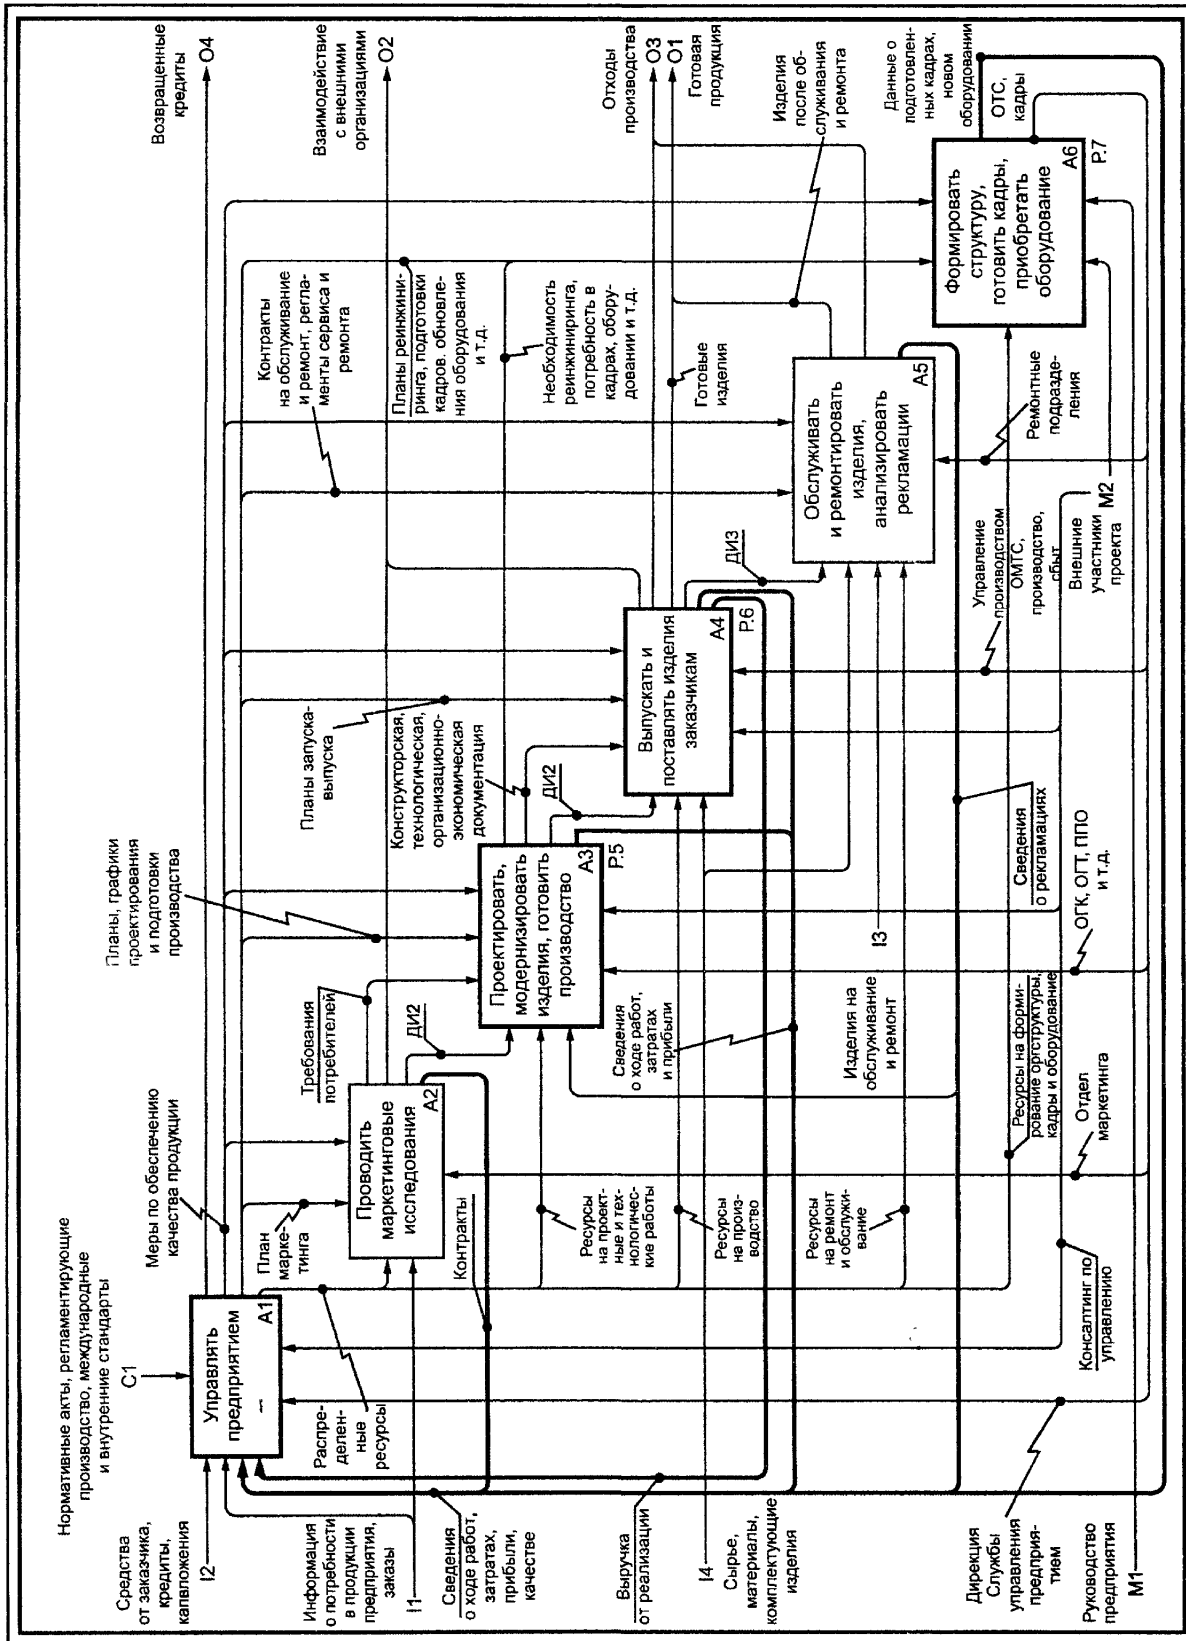 Нормативные акты, регламентирующие
производство, международные
и внутренние стандарты
C1
Средства
от заказчика,
кредиты,
капвложения
I2
Информация
о потребности
в продукции
предприятия,
заказы
I1
Сведения
о ходе работ,
затратах,
прибыли,
качестве
Выручка
от реализации
I4
Сырье,
материалы,
комплектующие
изделия
Дирекция
Службы
управления
предприя-
тием
Руководство
предприятия
M1
Управлять
предприятием
A1
Распре-
деленные
ресурсы
Меры по обеспечению
качества продукции
План
марке-
тинга
Проводить
маркетинговые
исследования
A2
Контракты
Требования
потребителей
ДИ2
Планы, графики
проектирования
и подготовки
производства
Проектировать,
модернизировать
изделия, готовить
производство
A3
P.5
Ресурсы
на проект-
ные и тех-
нологичес-
кие работы
Ресурсы
на произ-
водство
Ресурсы
на ремонт
и обслужи-
вание
Консалтинг по
управлению
Отдел
маркетинга
Ресурсы на форми-
рование оргструктуры,
кадры и оборудование
ОГК, ОГТ, ППО
и т.д.
Сведения
о ходе работ,
затратах
и прибыли
Изделия на
обслуживание
и ремонт
I3
Сведения
о рекламациях
Планы запуска-
выпуска
Конструкторская,
технологическая,
организационно-
экономическая
документация
ДИ2
Выпускать и
поставлять изделия
заказчикам
A4
P.6
ДИ3
Управление
производством
ОМТС,
производство,
сбыт
Внешние
участники
проекта
M2
Контракты
на обслуживание
и ремонт, регла-
менты сервиса и
ремонта
Планы реинжини-
ринга, подготовки
кадров, обновле-
ния оборудования
и т.д.
Необходимость
реинжиниринга,
потребность в
кадрах, обору-
довании и т.д.
Готовые
изделия
Обслуживать
и ремонтировать
изделия,
анализировать
рекламации
A5
Ремонтные
подразде-
ления
Формировать
структуру,
готовить кадры,
приобретать
оборудование
A6
P.7
Возвращенные
кредиты
O4
Взаимодействие
с внешними
организациями
O2
Отходы
производства
O3
O1
Готовая
продукция
Изделия
после об-
служивания
и ремонта
Данные о
подготовлен-
ных кадрах,
новом
оборудовании
ОТС,
кадры